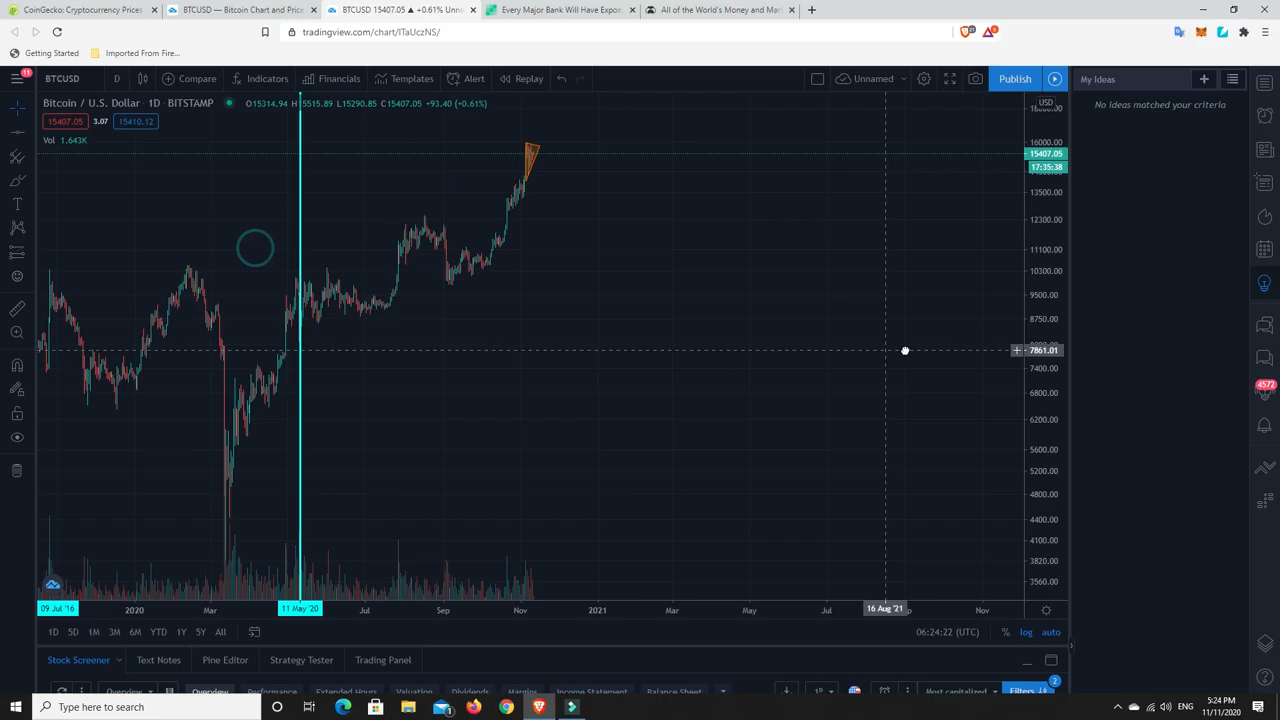 CoinGecko: Cryptocurrency Prices
BTCUSD — Bitcoin Chart and Price
BTCUSD 15407.05 ▲ +0.61% Unna
Every Major Bank Will Have Expos
All of the World's Money and Mar
tradingview.com/chart/ITaUczNS/
Getting Started
Imported From Fire...
11
BTCUSD
D
Compare
Indicators
Financials
Templates
Alert
Replay
Unnamed
Publish
My Ideas
No ideas matched your criteria
Bitcoin / U.S. Dollar · 1D · BITSTAMP
O15314.94 H15515.89 L15290.85 C15407.05 +93.40 (+0.61%)
15407.05
3.07
15410.12
Vol 1.643K
USD
16000.00
15407.05
17:35:38
13500.00
12300.00
11100.00
10300.00
9500.00
8750.00
7861.01
7400.00
6800.00
6200.00
5600.00
5200.00
4800.00
4400.00
4100.00
3820.00
3560.00
4572
09 Jul '16
2020
Mar
11 May '20
Jul
Sep
Nov
2021
Mar
May
Jul
16 Aug '21
Nov
1D
5D
1M
3M
6M
YTD
1Y
5Y
All
06:24:22 (UTC)
%
log
auto
Stock Screener
Text Notes
Pine Editor
Strategy Tester
Trading Panel
2
Overview
Overview
Performance
Extended Hours
Valuation
Dividends
Margins
Income Statement
Balance Sheet
Most capitalized
Filters
Type here to search
ENG
5:24 PM
11/11/2020